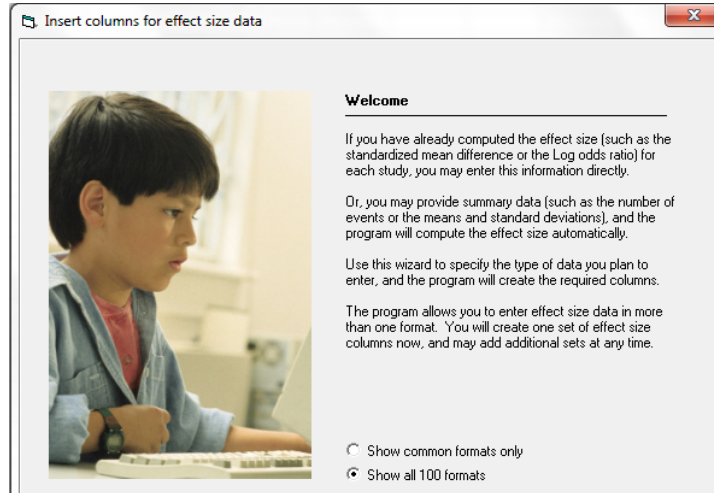 Insert columns for effect size data
Welcome
If you have already computed the effect size (such as the
standardized mean difference or the Log odds ratio) for
each study, you may enter this information directly.
Or, you may provide summary data (such as the number of
events or the means and standard deviations), and the
program will compute the effect size automatically.
Use this wizard to specify the type of data you plan to
enter, and the program will create the required columns.
The program allows you to enter effect size data in more
than one format. You will create one set of effect size
columns now, and may add additional sets at any time.
Show common formats only
Show all 100 formats